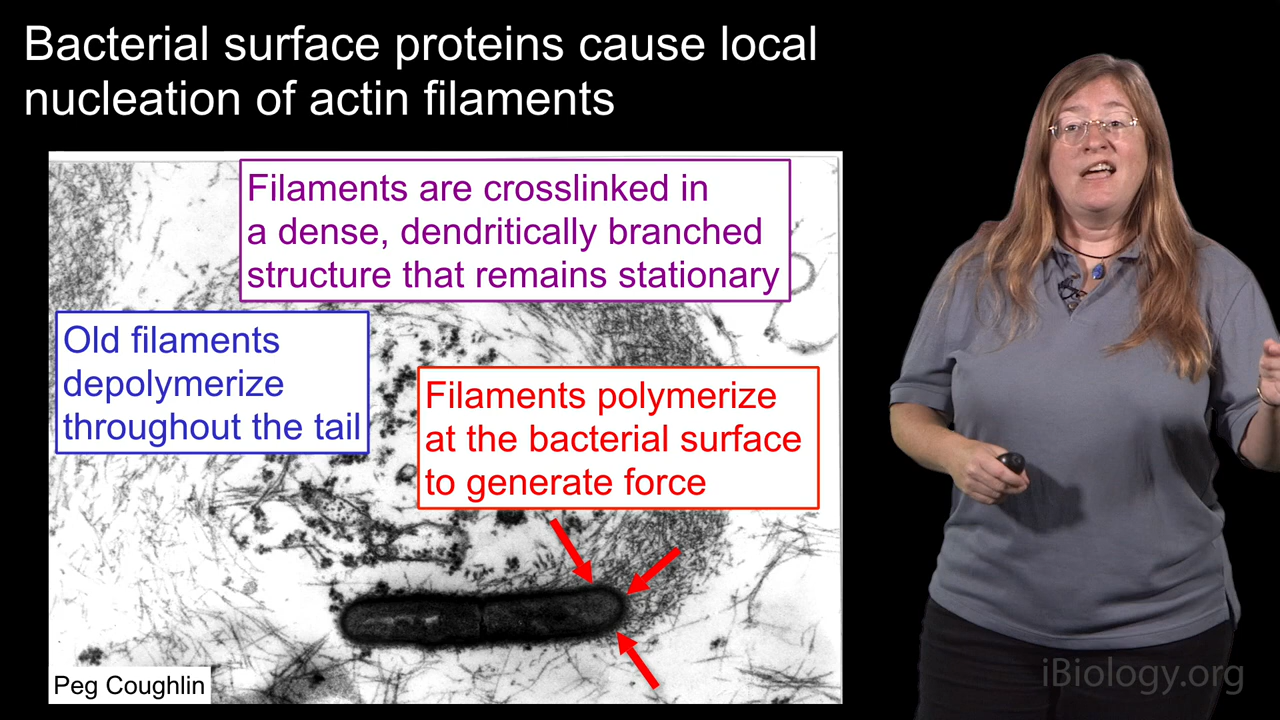 Bacterial surface proteins cause local
nucleation of actin filaments
Filaments are crosslinked in
a dense, dendritically branched
structure that remains stationary
Old filaments
depolymerize
throughout the tail
Filaments polymerize
at the bacterial surface
to generate force
Peg Coughlin
iBiology.org